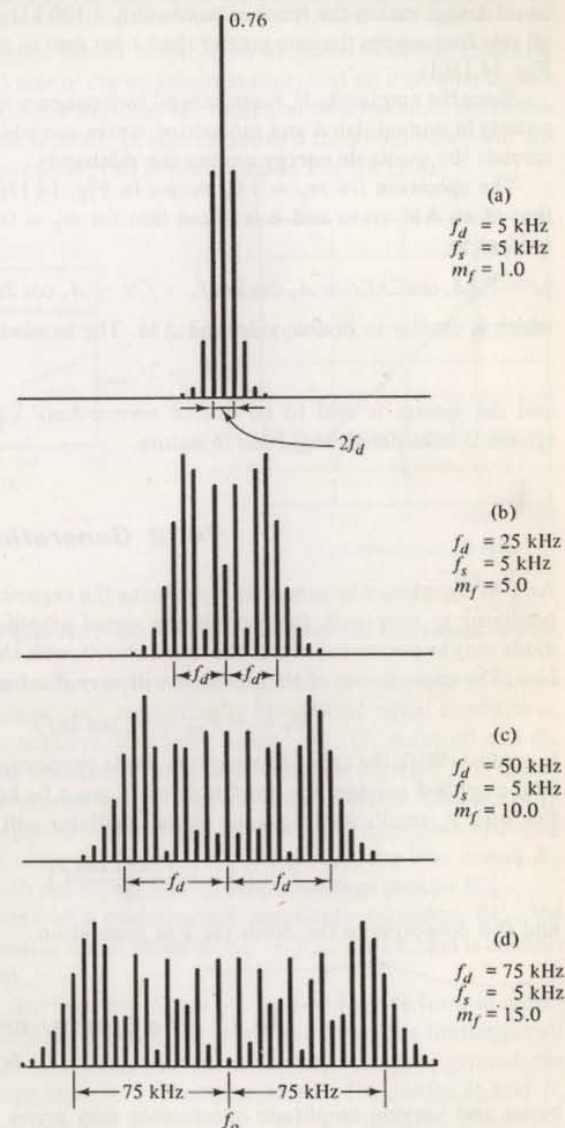 0.76
(a)
f_d = 5 kHz
f_s = 5 kHz
m_f = 1.0
2f_d
(b)
f_d = 25 kHz
f_s = 5 kHz
m_f = 5.0
f_d f_d
(c)
f_d = 50 kHz
f_s = 5 kHz
m_f = 10.0
f_d f_d
(d)
f_d = 75 kHz
f_s = 5 kHz
m_f = 15.0
75 kHz 75 kHz
f_o